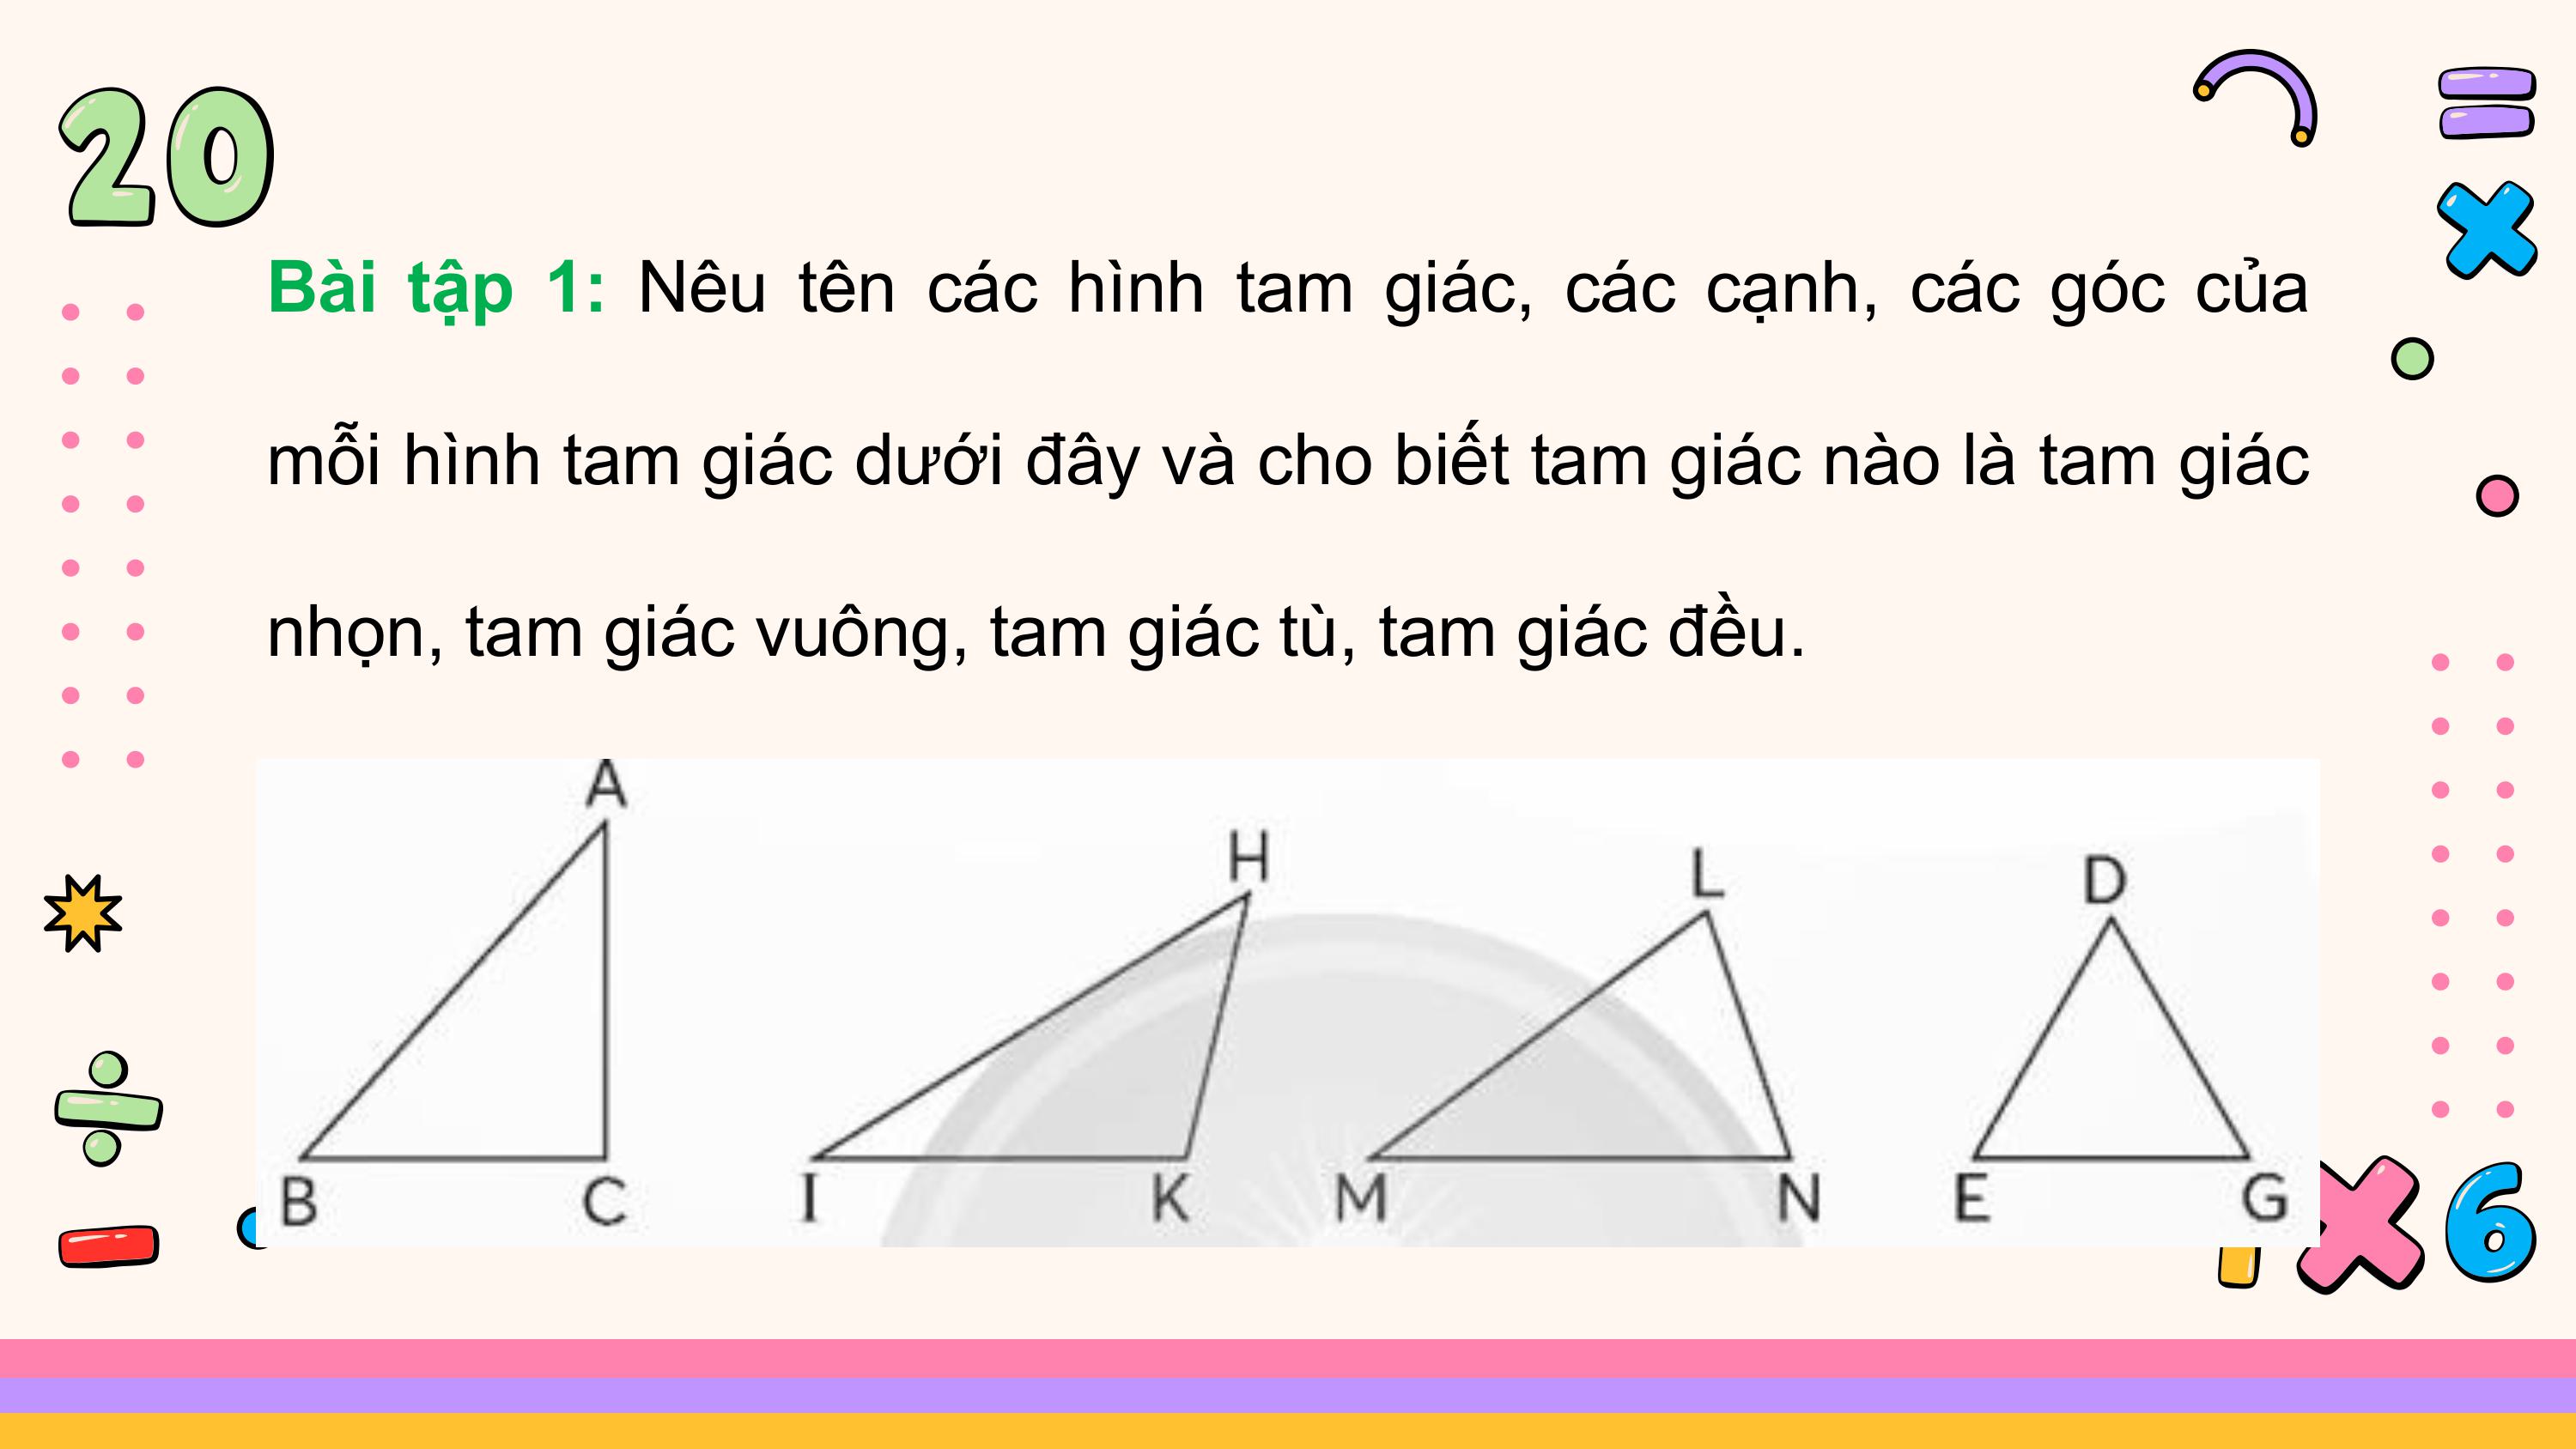 20
Bài tập 1: Nêu tên các hình tam giác, các cạnh, các góc của
mỗi hình tam giác dưới đây và cho biết tam giác nào là tam giác
nhọn, tam giác vuông, tam giác tù, tam giác đều.
A
H
L
D
B C I K M N E G
6